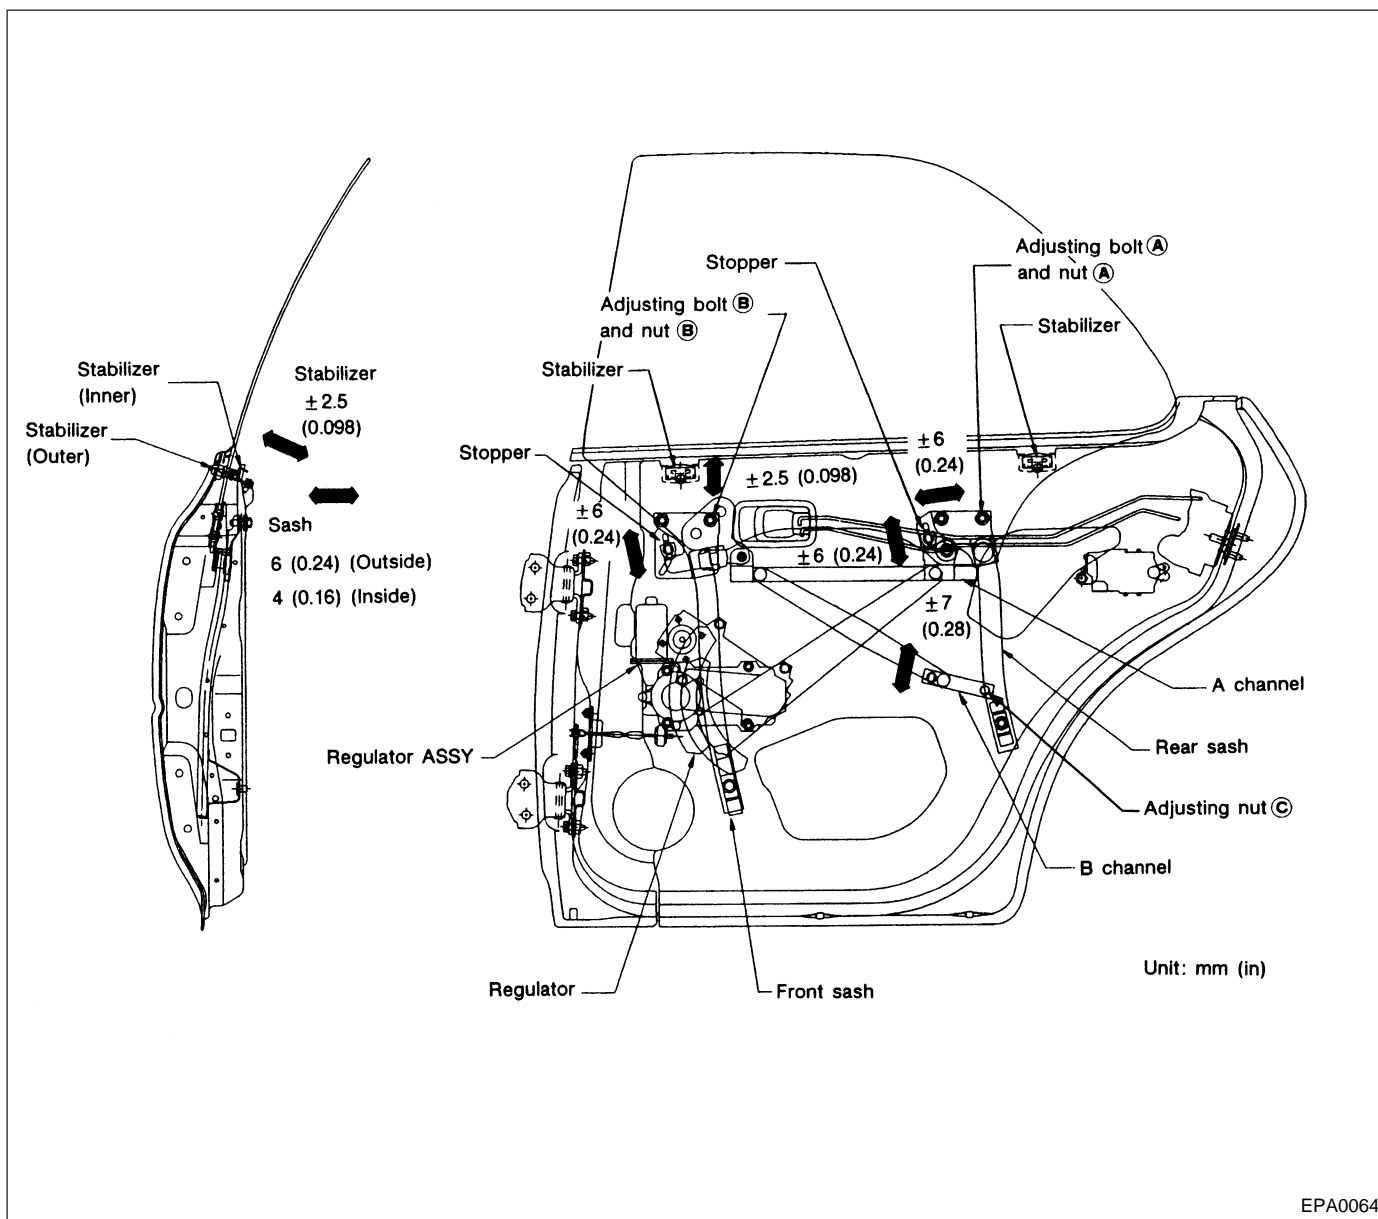 Adjusting bolt Ⓐ
and nut Ⓐ
Stopper
Adjusting bolt Ⓑ
and nut Ⓑ
Stabilizer
Stabilizer
Stabilizer
(Inner)
Stabilizer
±2.5
(0.098)
Stabilizer
(Outer)
Stopper
±6
(0.24)
±2.5 (0.098)
±6
(0.24)
Sash
6 (0.24) (Outside)
4 (0.16) (Inside)
±6 (0.24)
±7
(0.28)
A channel
Rear sash
Regulator ASSY
Adjusting nut Ⓒ
B channel
Unit: mm (in)
Regulator
Front sash
EPA0064